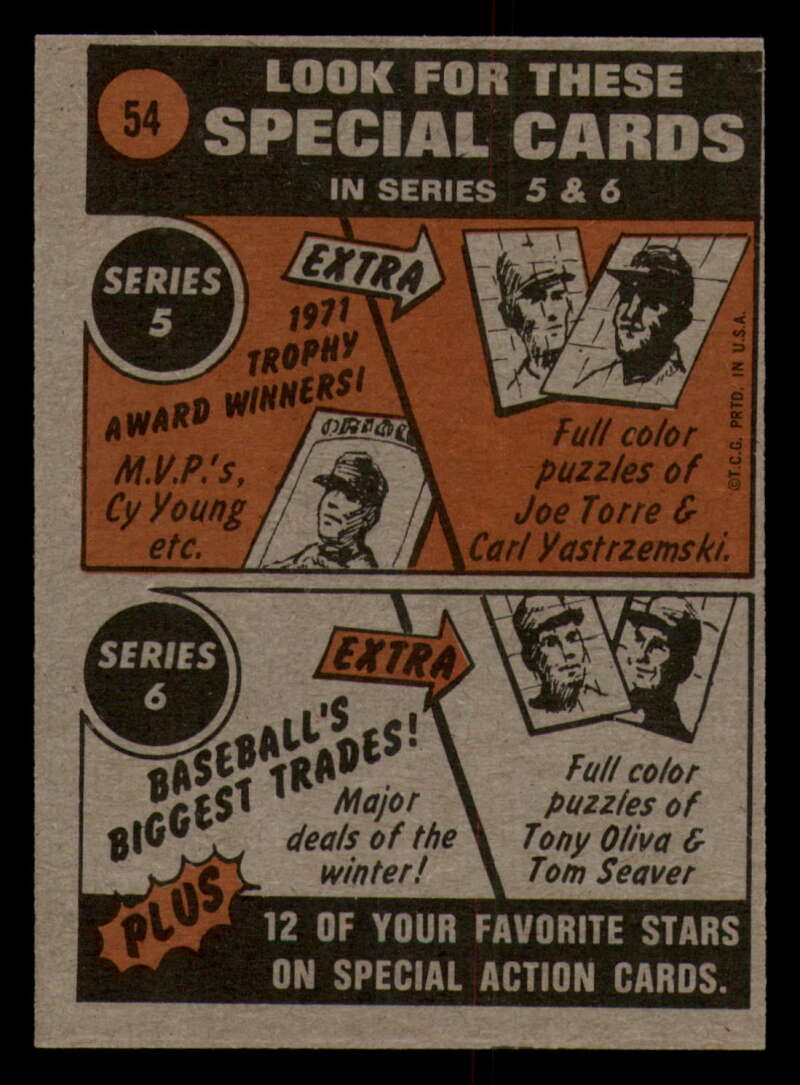 54
LOOK FOR THESE
SPECIAL CARDS
IN SERIES 5 & 6
SERIES
5
EXTRA
1971
TROPHY
AWARD WINNERS!
M.V.P.'s,
Cy Young
etc.
Full color
puzzles of
Joe Torre &
Carl Yastrzemski.
©T.C.G. PRTD. IN U.S.A.
SERIES
6
EXTRA
BASEBALL'S
BIGGEST TRADES!
Major
deals of the
winter!
Full color
puzzles of
Tony Oliva &
Tom Seaver
PLUS
12 OF YOUR FAVORITE STARS
ON SPECIAL ACTION CARDS.